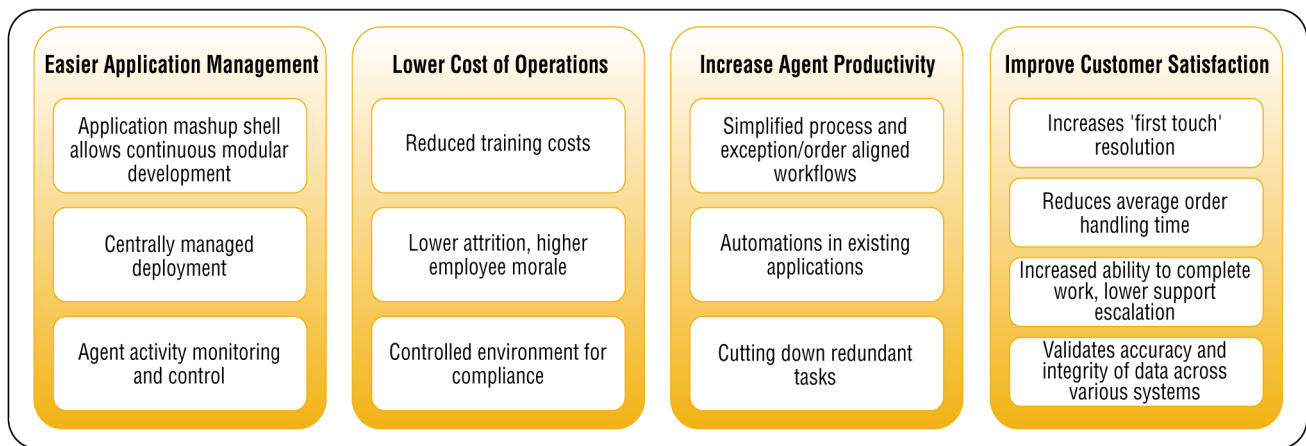 Easier Application Management
Application mashup shell
allows continuous modular
development
Centrally managed
deployment
Agent activity monitoring
and control
Lower Cost of Operations
Reduced training costs
Lower attrition, higher
employee morale
Controlled environment for
compliance
Increase Agent Productivity
Simplified process and
exception/order aligned
workflows
Automations in existing
applications
Cutting down redundant
tasks
Improve Customer Satisfaction
Increases 'first touch'
resolution
Reduces average order
handling time
Increased ability to complete
work, lower support
escalation
Validates accuracy and
integrity of data across
various systems